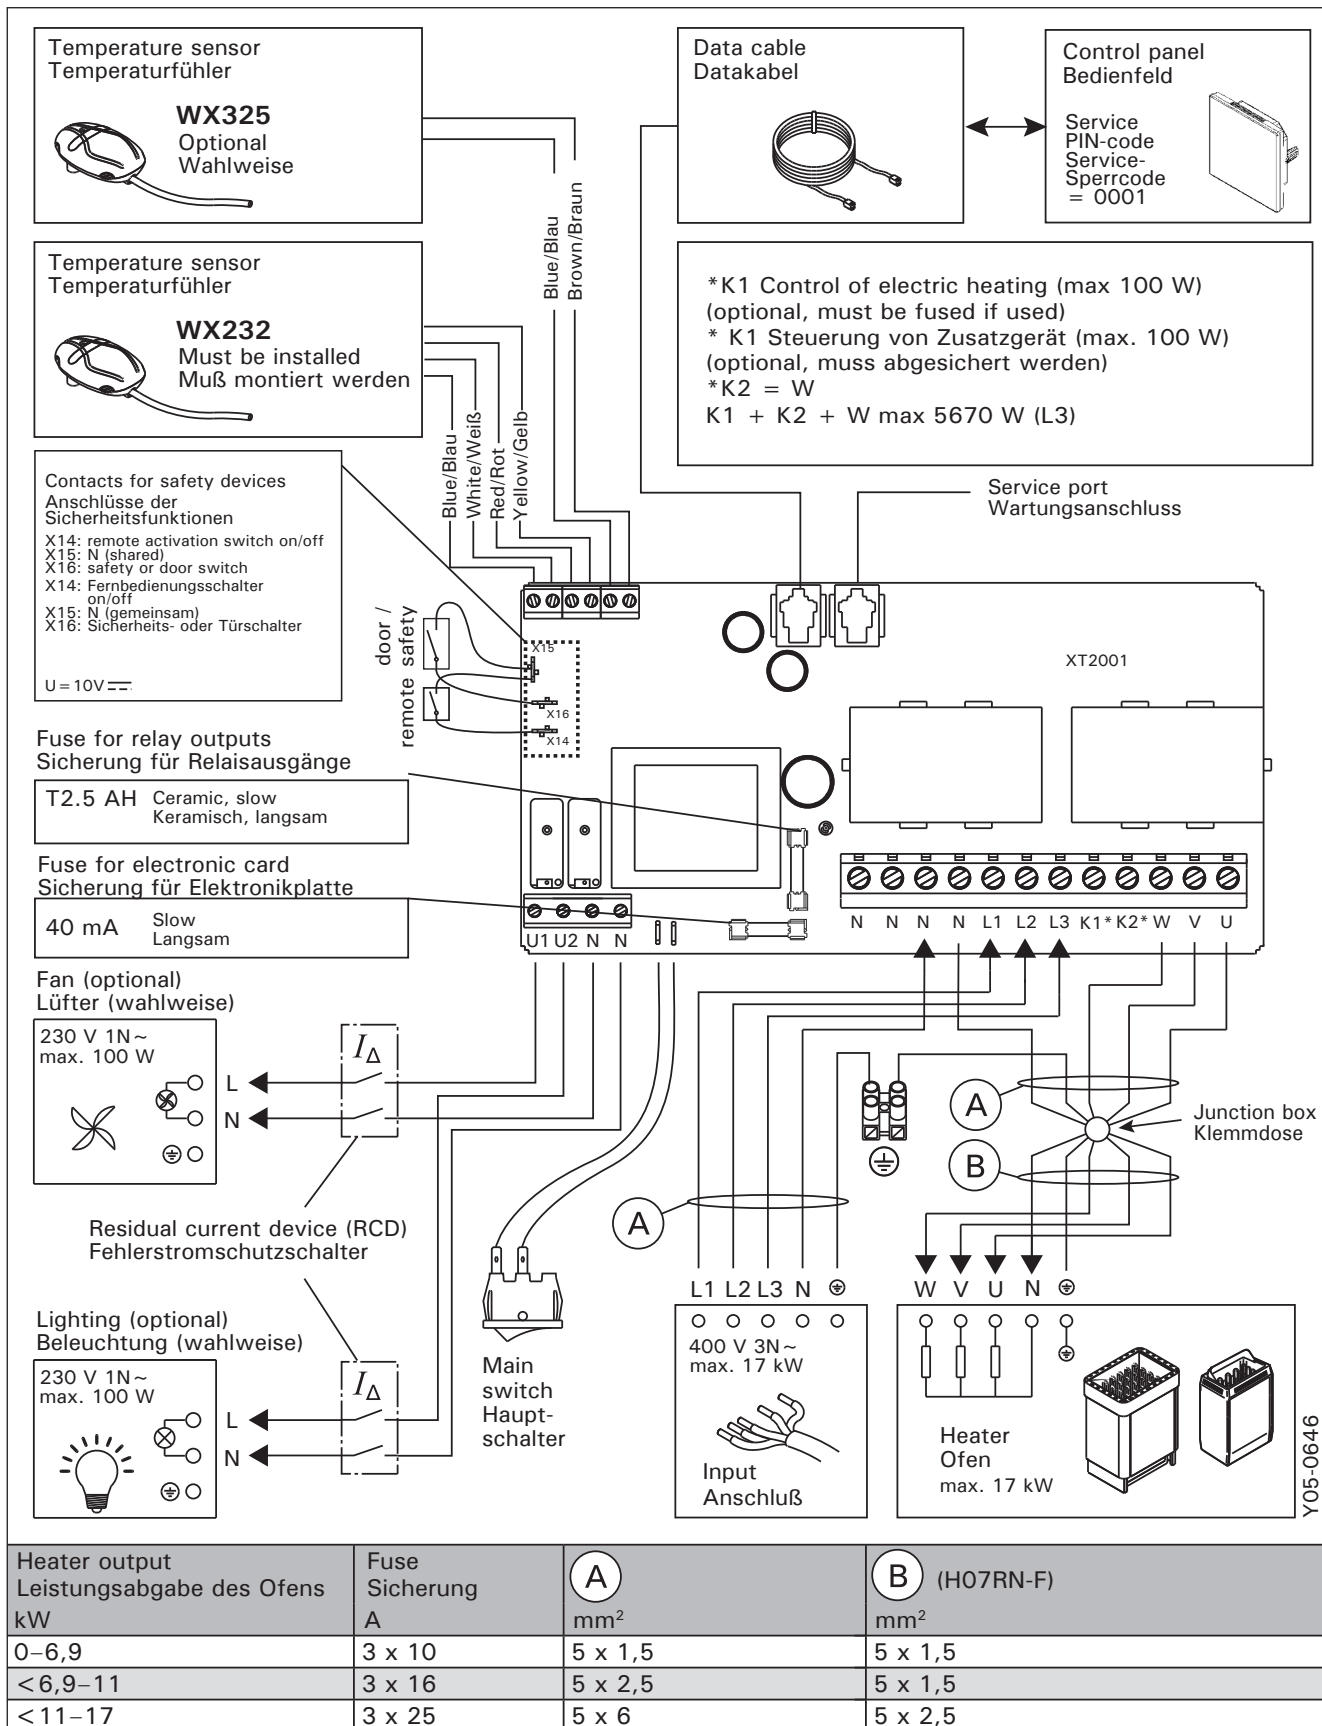 Temperature sensor
Temperaturfühler
WX325
Optional
Wahlweise
Data cable
Datakabel
Control panel
Bedienfeld
Service
PIN-code
Service-
Sperrcode
= 0001
Blue/Blau
Brown/Braun
Temperature sensor
Temperaturfühler
WX232
Must be installed
Muß montiert werden
*K1 Control of electric heating (max 100 W)
(optional, must be fused if used)
* K1 Steuerung von Zusatzgerät (max. 100 W)
(optional, muss abgesichert werden)
*K2 = W
K1 + K2 + W max 5670 W (L3)
Blue/Blau
White/Weiß
Red/Rot
Yellow/Gelb
Contacts for safety devices
Anschlüsse der
Sicherheitsfunktionen
X14: remote activation switch on/off
X15: N (shared)
X16: safety or door switch
X14: Fernbedienungsschalter
on/off
X15: N (gemeinsam)
X16: Sicherheits- oder Türschalter
U=10V
Service port
Wartungsanschluss
door /
remote safety
X15
X16
X14
XT2001
Fuse for relay outputs
Sicherung für Relaisausgänge
T2.5 AH Ceramic, slow
Keramisch, langsam
Fuse for electronic card
Sicherung für Elektronikplatte
40 mA Slow
Langsam
U1 U2 N N
N N N N L1 L2 L3 K1* K2* W V U
Fan (optional)
Lüfter (wahlweise)
230 V 1N~
max. 100 W
L
N
IΔ
A
B
Junction box
Klemmdose
A
Residual current device (RCD)
Fehlerstromschutzschalter
L1 L2 L3 N
W V U N
Lighting (optional)
Beleuchtung (wahlweise)
230 V 1N~
max. 100 W
L
N
IΔ
Main
switch
Haupt-
schalter
400 V 3N~
max. 17 kW
Input
Anschluß
Heater
Ofen
max. 17 kW
Y05-0646
Heater output
Leistungsabgabe des Ofens
kW
Fuse
Sicherung
A
A
mm²
B (H07RN-F)
mm²
0–6,9 3 x 10 5 x 1,5 5 x 1,5
<6,9–11 3 x 16 5 x 2,5 5 x 1,5
<11–17 3 x 25 5 x 6 5 x 2,5